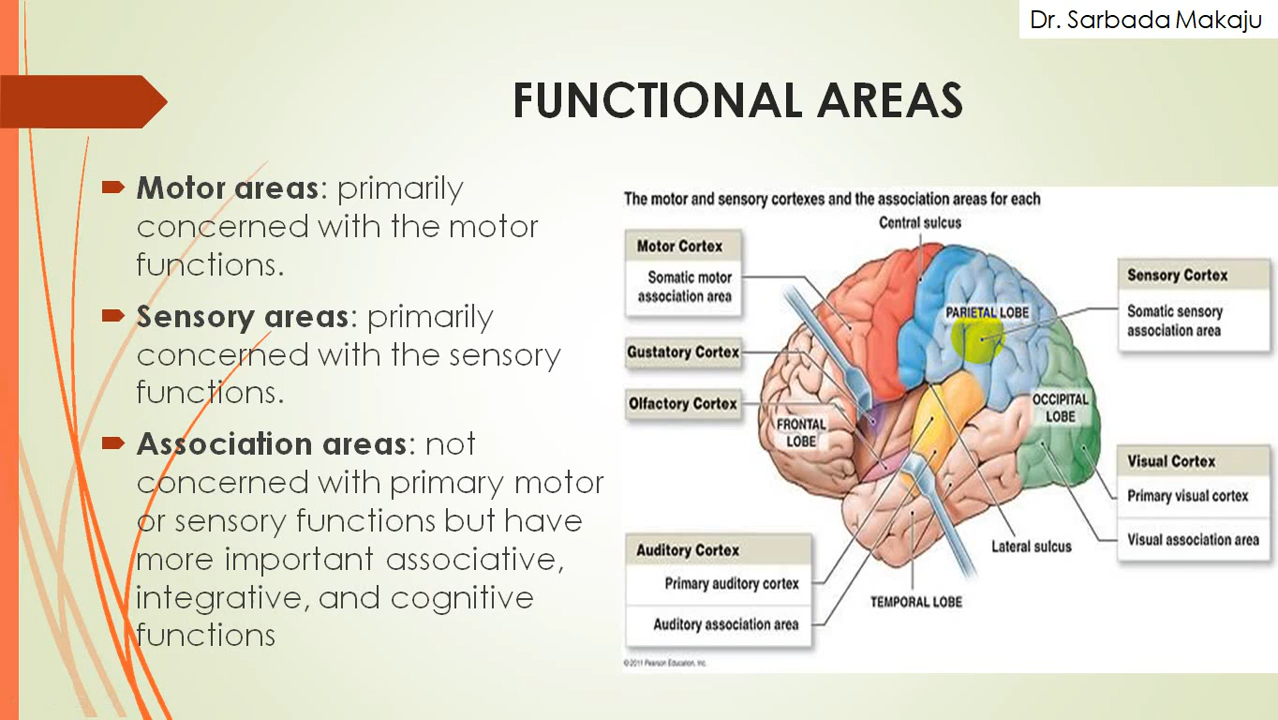 Dr. Sarbada Makaju
FUNCTIONAL AREAS
Motor areas: primarily
concerned with the motor
functions.
Sensory areas: primarily
concerned with the sensory
functions.
Association areas: not
concerned with primary motor
or sensory functions but have
more important associative,
integrative, and cognitive
functions
The motor and sensory cortexes and the association areas for each
Central sulcus
Motor Cortex
Somatic motor
association area
Gustatory Cortex
Olfactory Cortex
FRONTAL
LOBE
PARIETAL LOBE
OCCIPITAL
LOBE
Sensory Cortex
Somatic sensory
association area
Visual Cortex
Primary visual cortex
Visual association area
Lateral sulcus
TEMPORAL LOBE
Auditory Cortex
Primary auditory cortex
Auditory association area
©2011 Pearson Education, Inc.